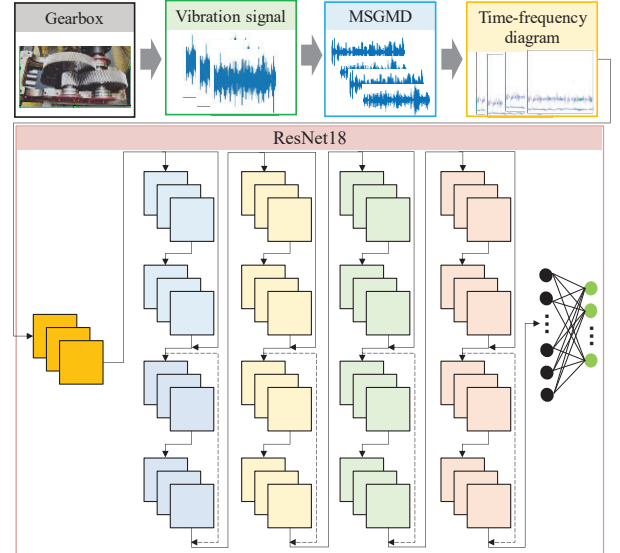 Gearbox
Vibration signal
MSGMD
Time-frequency
diagram
ResNet18